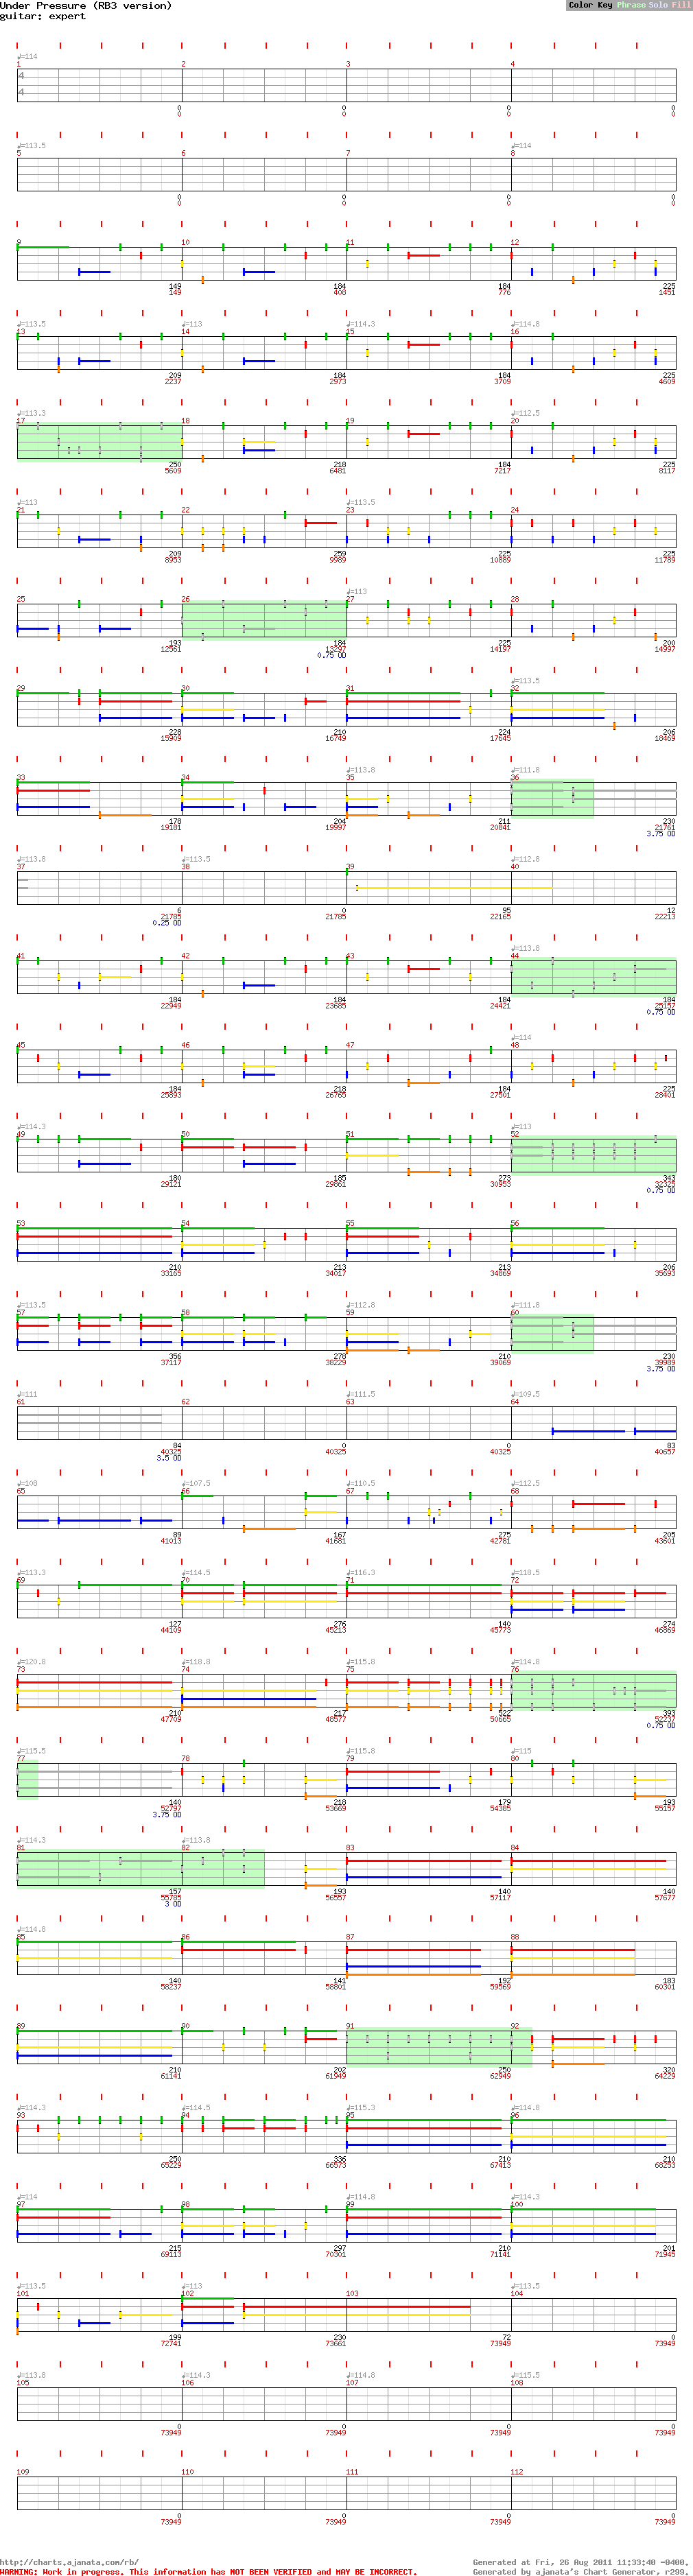 Under Pressure (RB3 version)
Color Key Phrase Solo Fill
guitar: expert
♩=114
1 2 3 4
4
4
0 0 0 0
0 0 0 0
♩=113.5 ♩=114
5 6 7 8
0 0 0 0
0 0 0 0
9 10 11 12
149 184 184 225
149 408 776 1451
♩=113.5 ♩=113 ♩=114.3 ♩=114.8
13 14 15 16
209 184 184 225
2237 2973 3709 4609
♩=113.3 ♩=112.5
17 18 19 20
250 218 184 225
5609 6481 7217 8117
♩=113 ♩=113.5
21 22 23 24
209 259 225 225
8953 9989 10889 11789
♩=113
25 26 27 28
193 184 225 200
12561 13297 14197 14997
0.75 OD
♩=113.5
29 30 31 32
228 210 224 206
15909 16749 17645 18469
♩=113.8 ♩=111.8
33 34 35 36
178 204 211 230
19181 19997 20841 21761
3.75 OD
♩=113.8 ♩=113.5 ♩=112.8
37 38 39 40
6 0 95 12
21785 21785 22165 22213
0.25 OD
♩=113.8
41 42 43 44
184 184 184 184
22949 23685 24421 25157
0.75 OD
♩=114
45 46 47 48
184 218 184 225
25893 26765 27501 28401
♩=114.3 ♩=113
49 50 51 52
180 185 273 343
29121 29861 30953 32325
0.75 OD
53 54 55 56
210 213 213 206
33165 34017 34869 35693
♩=113.5 ♩=112.8 ♩=111.8
57 58 59 60
356 278 210 230
37117 38229 39069 39989
3.75 OD
♩=111 ♩=111.5 ♩=109.5
61 62 63 64
84 0 0 83
40325 40325 40325 40657
3.5 OD
♩=108 ♩=107.5 ♩=110.5 ♩=112.5
65 66 67 68
89 167 275 205
41013 41681 42781 43601
♩=113.3 ♩=114.5 ♩=116.3 ♩=118.5
69 70 71 72
127 276 140 274
44109 45213 45773 46869
♩=120.8 ♩=118.8 ♩=115.8 ♩=114.8
73 74 75 76
210 217 522 393
47709 48577 50665 52237
0.75 OD
♩=115.5 ♩=115.8 ♩=115
77 78 79 80
140 218 179 193
52797 53669 54385 55157
3.75 OD
♩=114.3 ♩=113.8
81 82 83 84
157 193 140 140
55785 56557 57117 57677
3 OD
♩=114.8
85 86 87 88
140 141 192 183
58237 58801 59569 60301
89 90 91 92
210 202 250 320
61141 61949 62949 64229
♩=114.3 ♩=114.5 ♩=115.3 ♩=114.8
93 94 95 96
250 336 210 210
65229 66573 67413 68253
♩=114 ♩=114.8 ♩=114.3
97 98 99 100
215 297 210 201
69113 70301 71141 71945
♩=113.5 ♩=113 ♩=113.5
101 102 103 104
199 230 72 0
72741 73661 73949 73949
♩=113.8 ♩=114.3 ♩=114.8 ♩=115.5
105 106 107 108
0 0 0 0
73949 73949 73949 73949
109 110 111 112
0 0 0 0
73949 73949 73949 73949
http://charts.ajanata.com/rb/
Generated at Fri, 26 Aug 2011 11:33:40 -0400.
WARNING: Work in progress. This information has NOT BEEN VERIFIED and MAY BE INCORRECT.
Generated by ajanata's Chart Generator, r299.